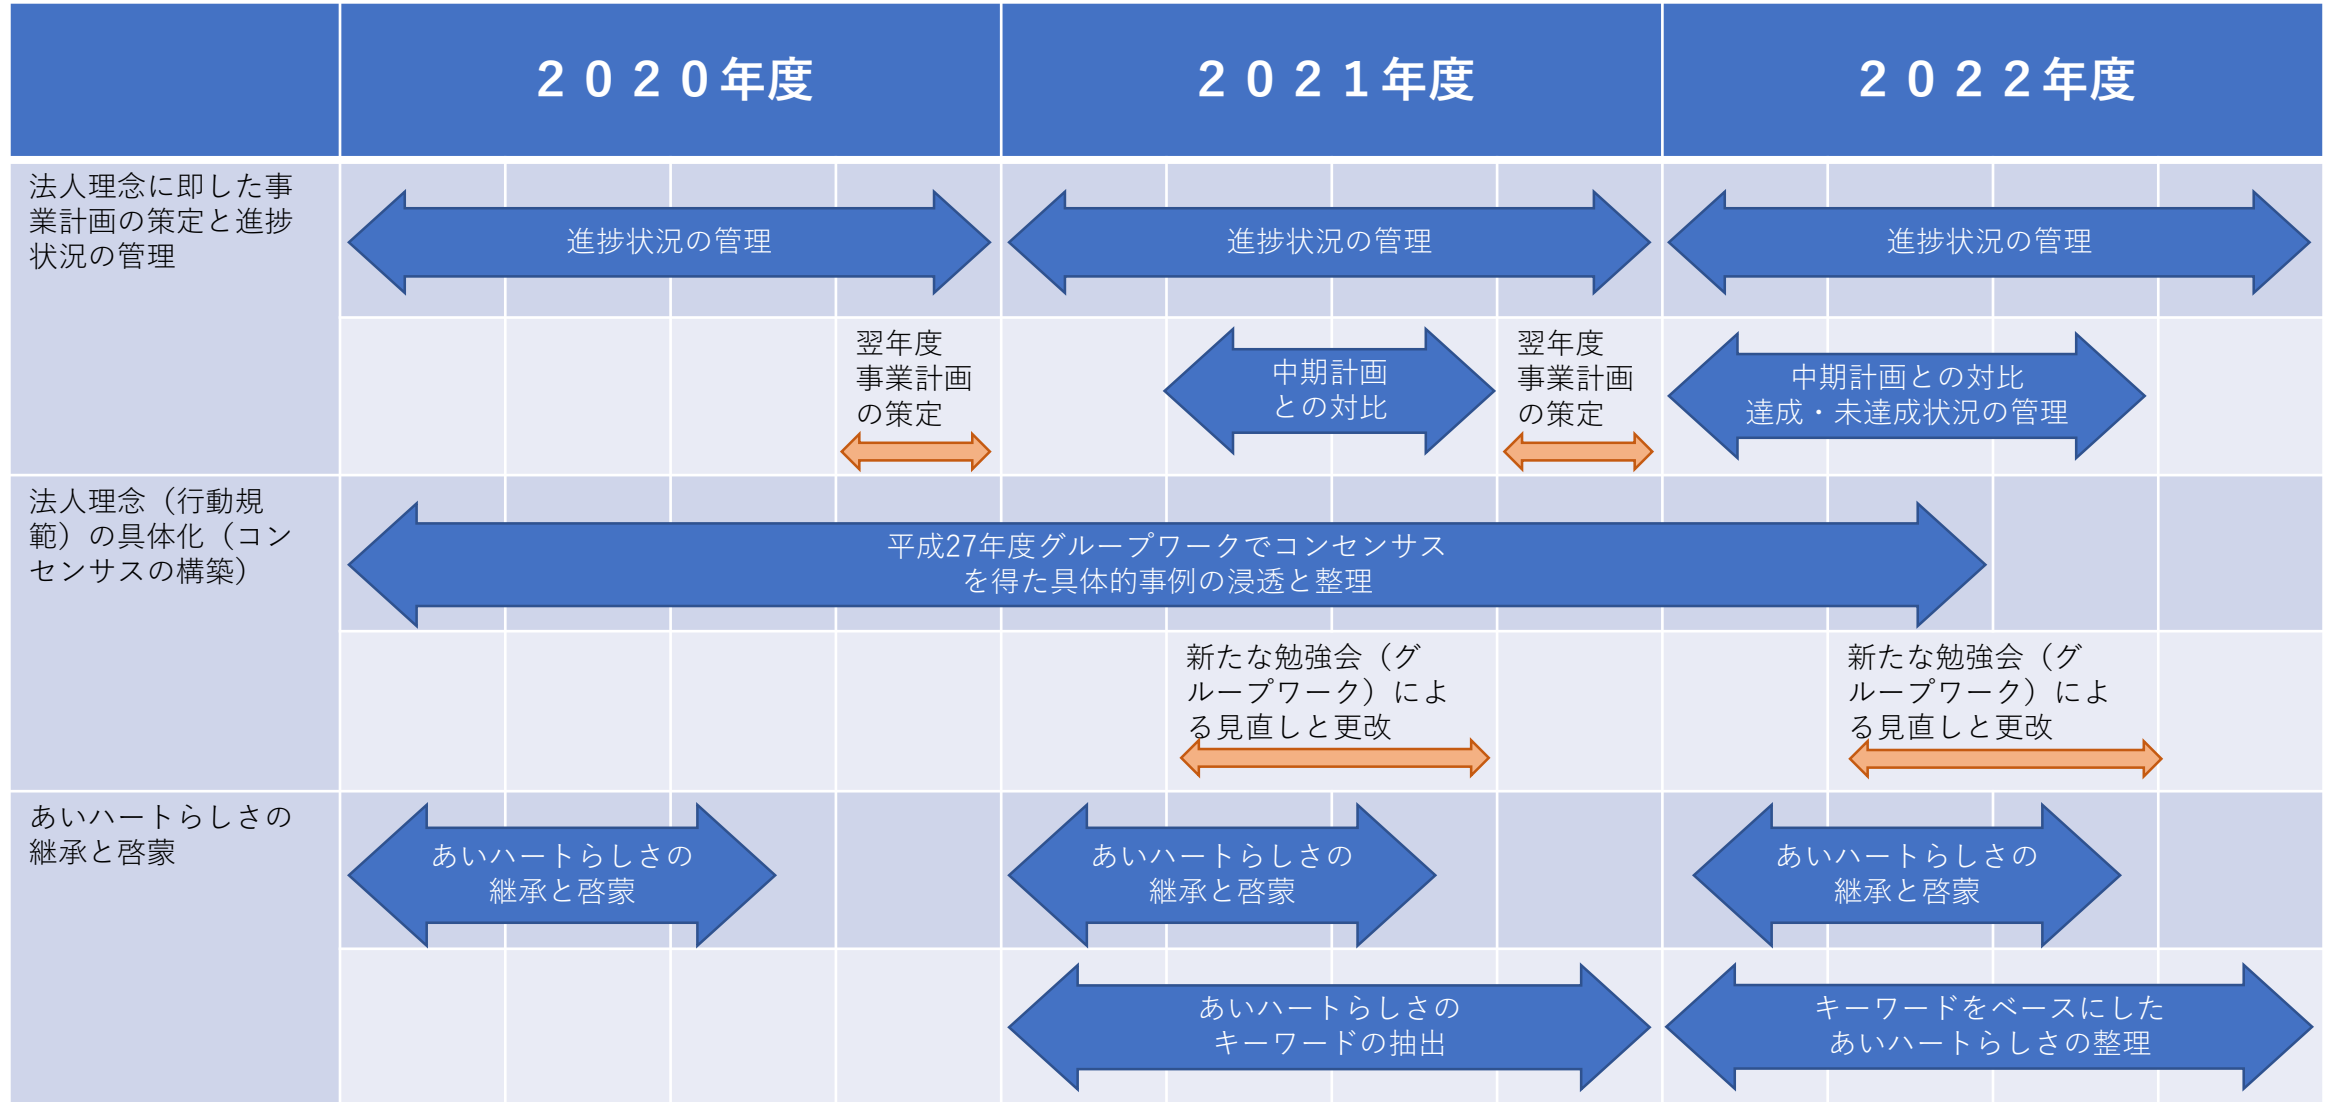 ２０２０年度
２０２１年度
２０２２年度
法人理念に即した事
業計画の策定と進捗
状況の管理
進捗状況の管理
進捗状況の管理
進捗状況の管理
翌年度
事業計画
の策定
中期計画
との対比
翌年度
事業計画
の策定
中期計画との対比
達成・未達成状況の管理
法人理念（行動規
範）の具体化（コン
センサスの構築）
平成27年度グループワークでコンセンサス
を得た具体的事例の浸透と整理
新たな勉強会（グ
ループワーク）によ
る見直しと更改
新たな勉強会（グ
ループワーク）によ
る見直しと更改
あいハートらしさの
継承と啓蒙
あいハートらしさの
継承と啓蒙
あいハートらしさの
継承と啓蒙
あいハートらしさの
継承と啓蒙
あいハートらしさの
キーワードの抽出
キーワードをベースにした
あいハートらしさの整理